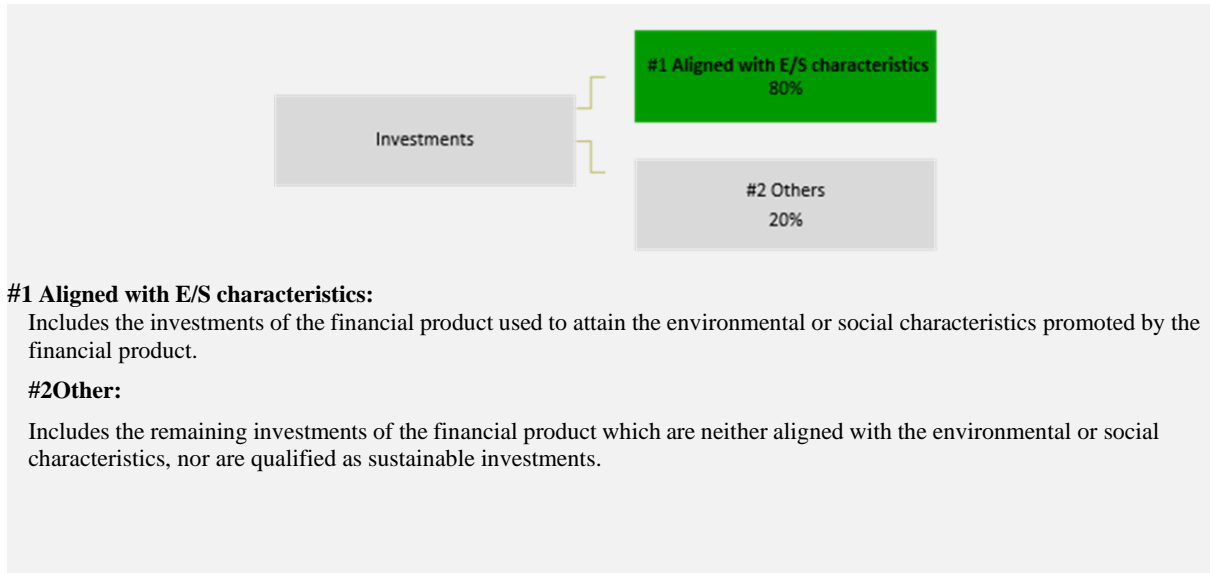 #1 Aligned with E/S characteristics
80%
Investments
#2 Others
20%
#1 Aligned with E/S characteristics:
Includes the investments of the financial product used to attain the environmental or social characteristics promoted by the
financial product.
#2Other:
Includes the remaining investments of the financial product which are neither aligned with the environmental or social
characteristics, nor are qualified as sustainable investments.